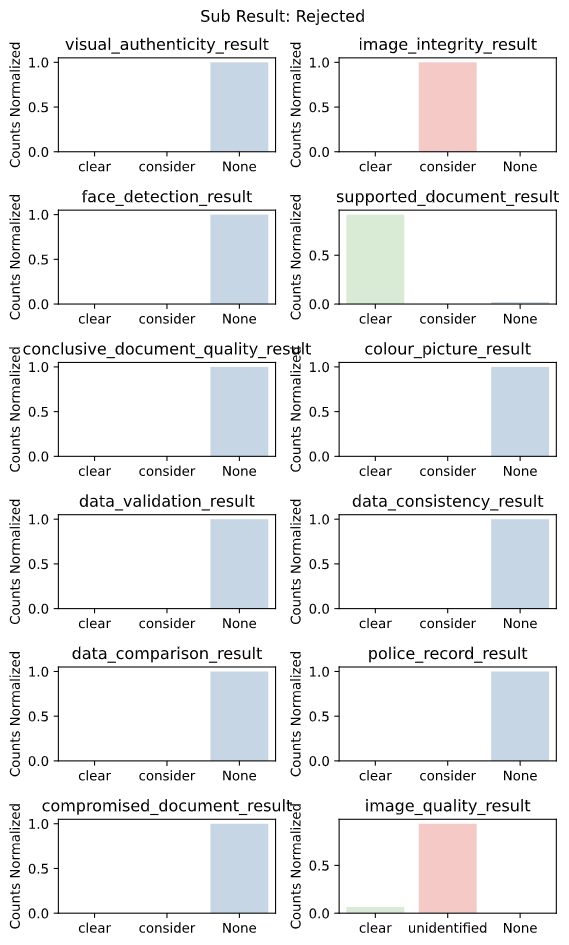 Sub Result: Rejected
visual_authenticity_result
image_integrity_result
Counts Normalized
1.0
0.5
0.0
clear consider None
Counts Normalized
1.0
0.5
0.0
clear consider None
face_detection_result
supported_document_result
Counts Normalized
1.0
0.5
0.0
clear consider None
Counts Normalized
0.5
0.0
clear consider None
conclusive_document_quality_result
colour_picture_result
Counts Normalized
1.0
0.5
0.0
clear consider None
Counts Normalized
1.0
0.5
0.0
clear consider None
data_validation_result
data_consistency_result
Counts Normalized
1.0
0.5
0.0
clear consider None
Counts Normalized
1.0
0.5
0.0
clear consider None
data_comparison_result
police_record_result
Counts Normalized
1.0
0.5
0.0
clear consider None
Counts Normalized
1.0
0.5
0.0
clear consider None
compromised_document_result
image_quality_result
Counts Normalized
1.0
0.5
0.0
clear consider None
Counts Normalized
0.5
0.0
clear unidentified None